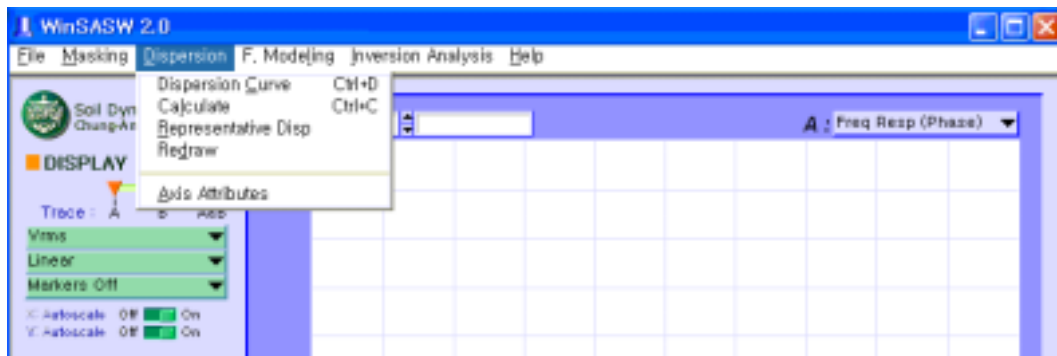 WinSASW 2.0
File Masking Dispersion F. Modeling Inversion Analysis Help
Dispersion Curve Ctrl+D
Calculate Ctrl+C
Representative Disp
Redraw
Axis Attributes
Soil Dyn
Chung-An
A : Freq Resp (Phase)
DISPLAY
Trace : A B A&B
Vrms
Linear
Markers Off
X: Autoscale Off On
Y: Autoscale Off On